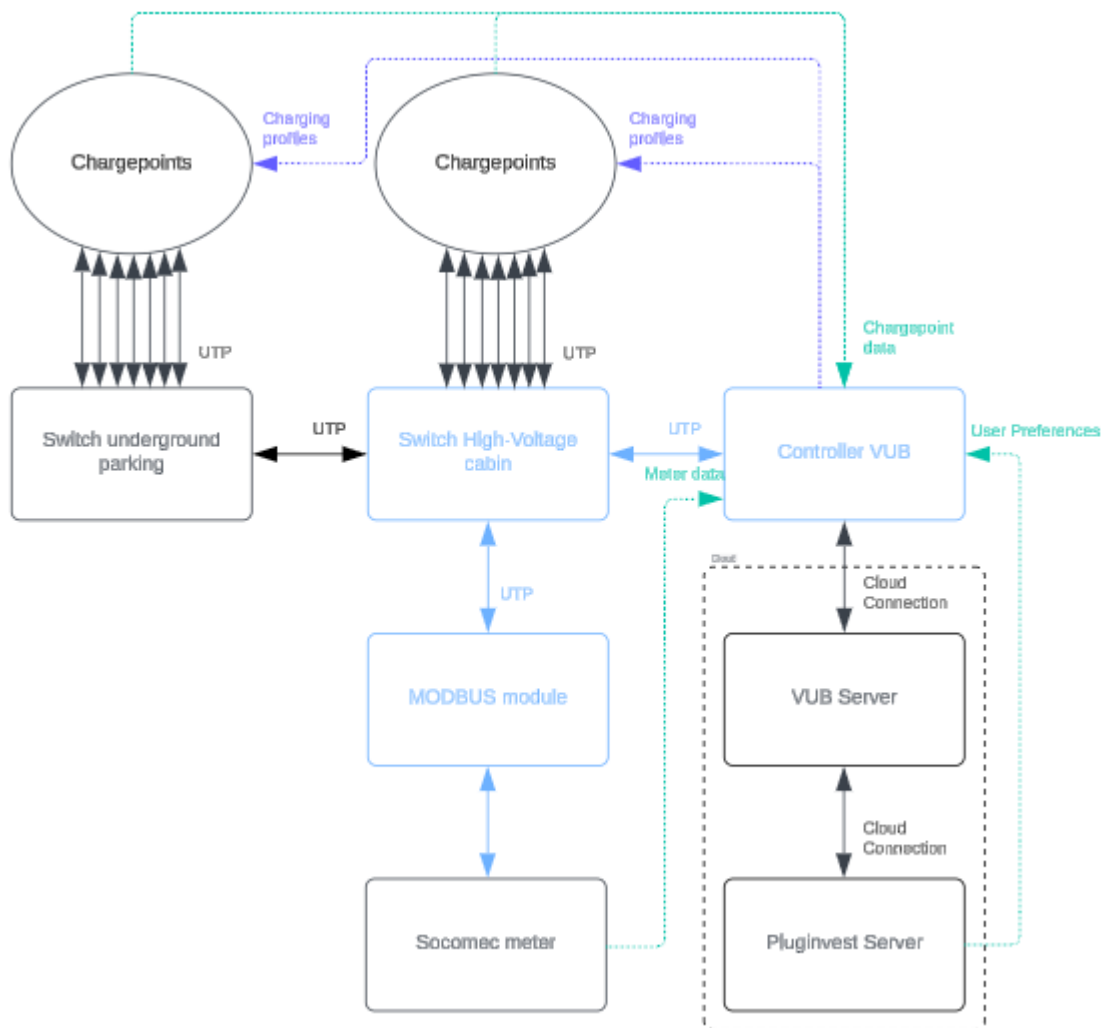 Charging
profiles
Charging
profiles
Chargepoints
Chargepoints
Chargepoint
data
UTP
UTP
Switch underground
parking
UTP
Switch High-Voltage
cabin
UTP
Controller VUB
User Preferences
Meter data
UTP
Cloud
Cloud
Connection
MODBUS module
VUB Server
Cloud
Connection
Socomec meter
Pluginvest Server